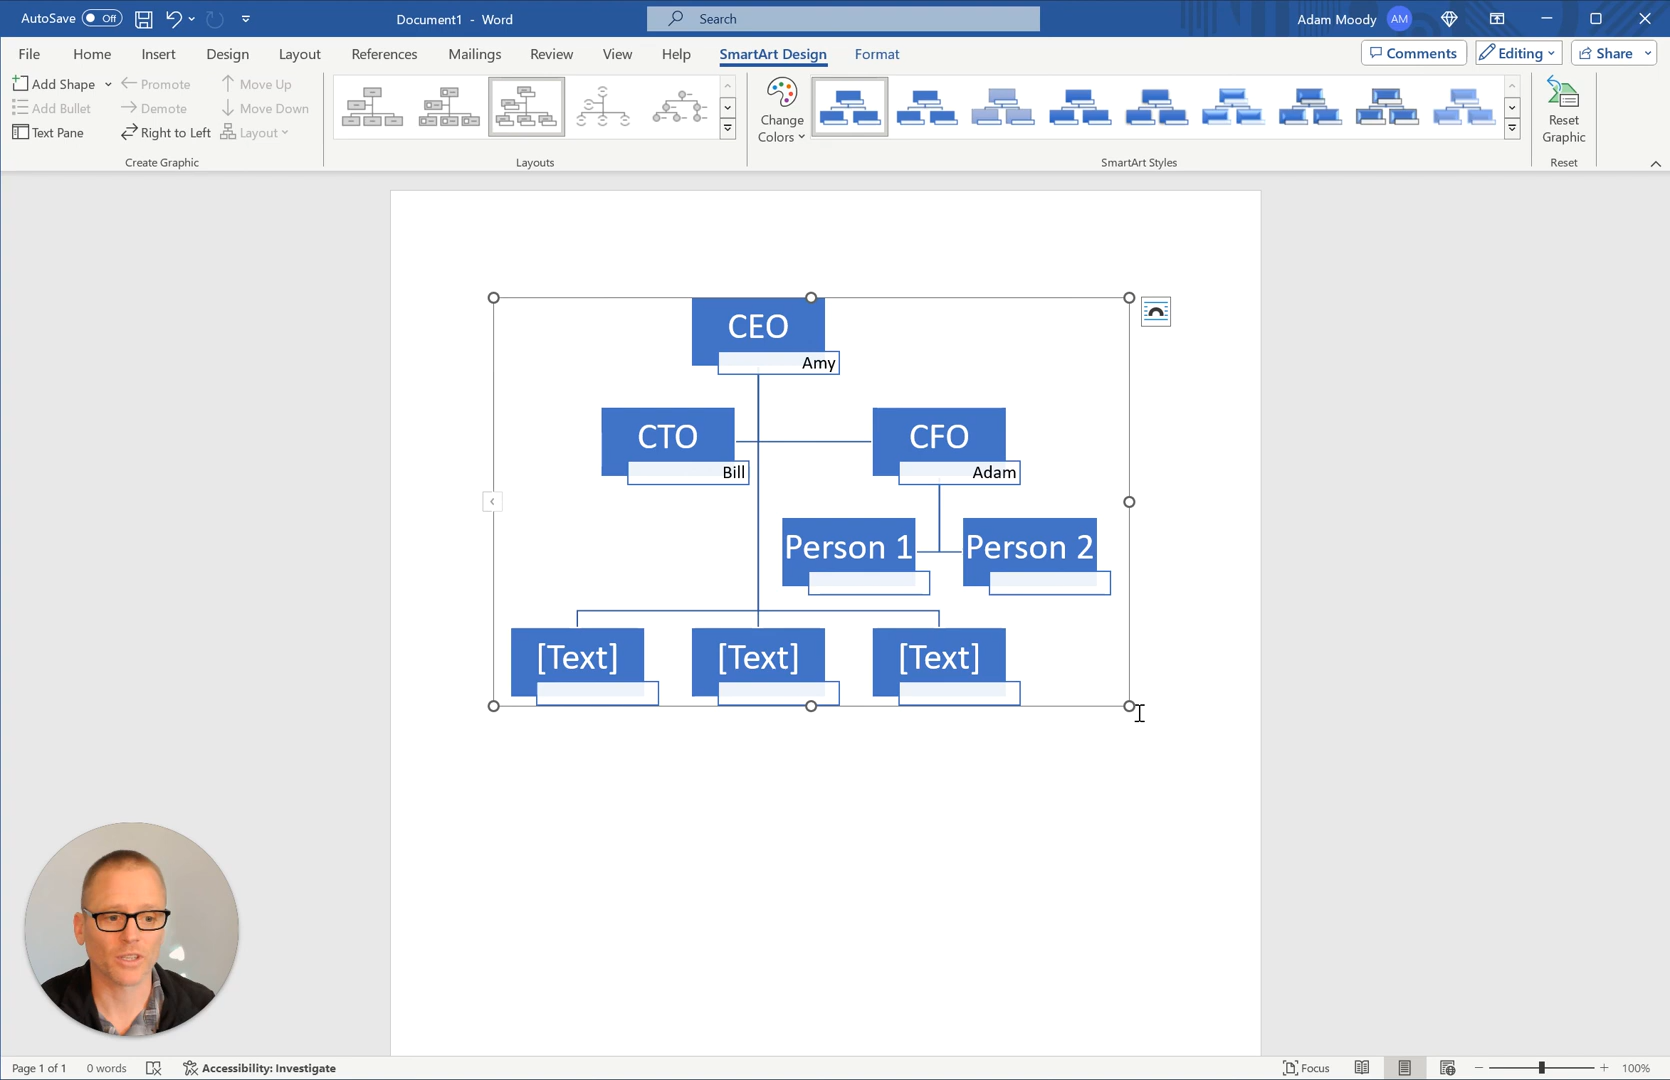 AutoSave Off Document1 - Word Search Adam Moody AM
File Home Insert Design Layout References Mailings Review View Help SmartArt Design Format Comments Editing Share
Add Shape Promote Move Up
Add Bullet Demote Move Down
Text Pane Right to Left Layout
Create Graphic
Layouts
Change
Colors
SmartArt Styles
Reset
Graphic
Reset
CEO
Amy
CTO
Bill
CFO
Adam
Person 1
Person 2
[Text]
[Text]
[Text]
Page 1 of 1 0 words Accessibility: Investigate Focus 100%